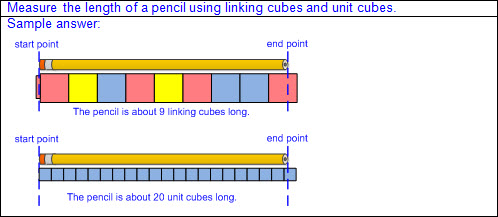 Measure the length of a pencil using linking cubes and unit cubes.
Sample answer:
start point end point
The pencil is about 9 linking cubes long.
start point end point
The pencil is about 20 unit cubes long.